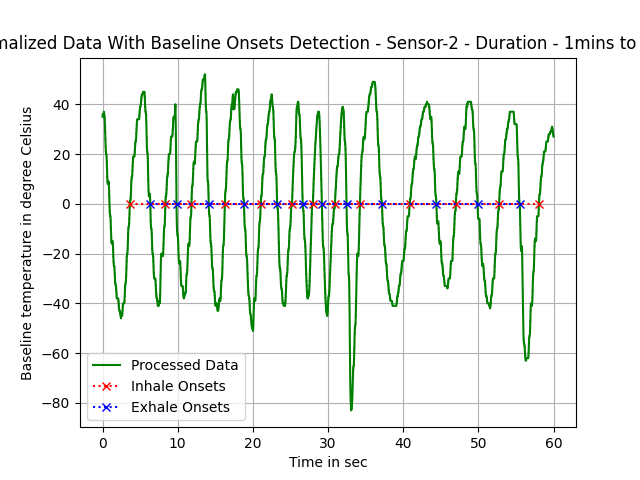 malized Data With Baseline Onsets Detection - Sensor-2 - Duration - 1mins to
Baseline temperature in degree Celsius
40
20
0
−20
−40
−60
−80
Processed Data
Inhale Onsets
Exhale Onsets
0 10 20 30 40 50 60
Time in sec